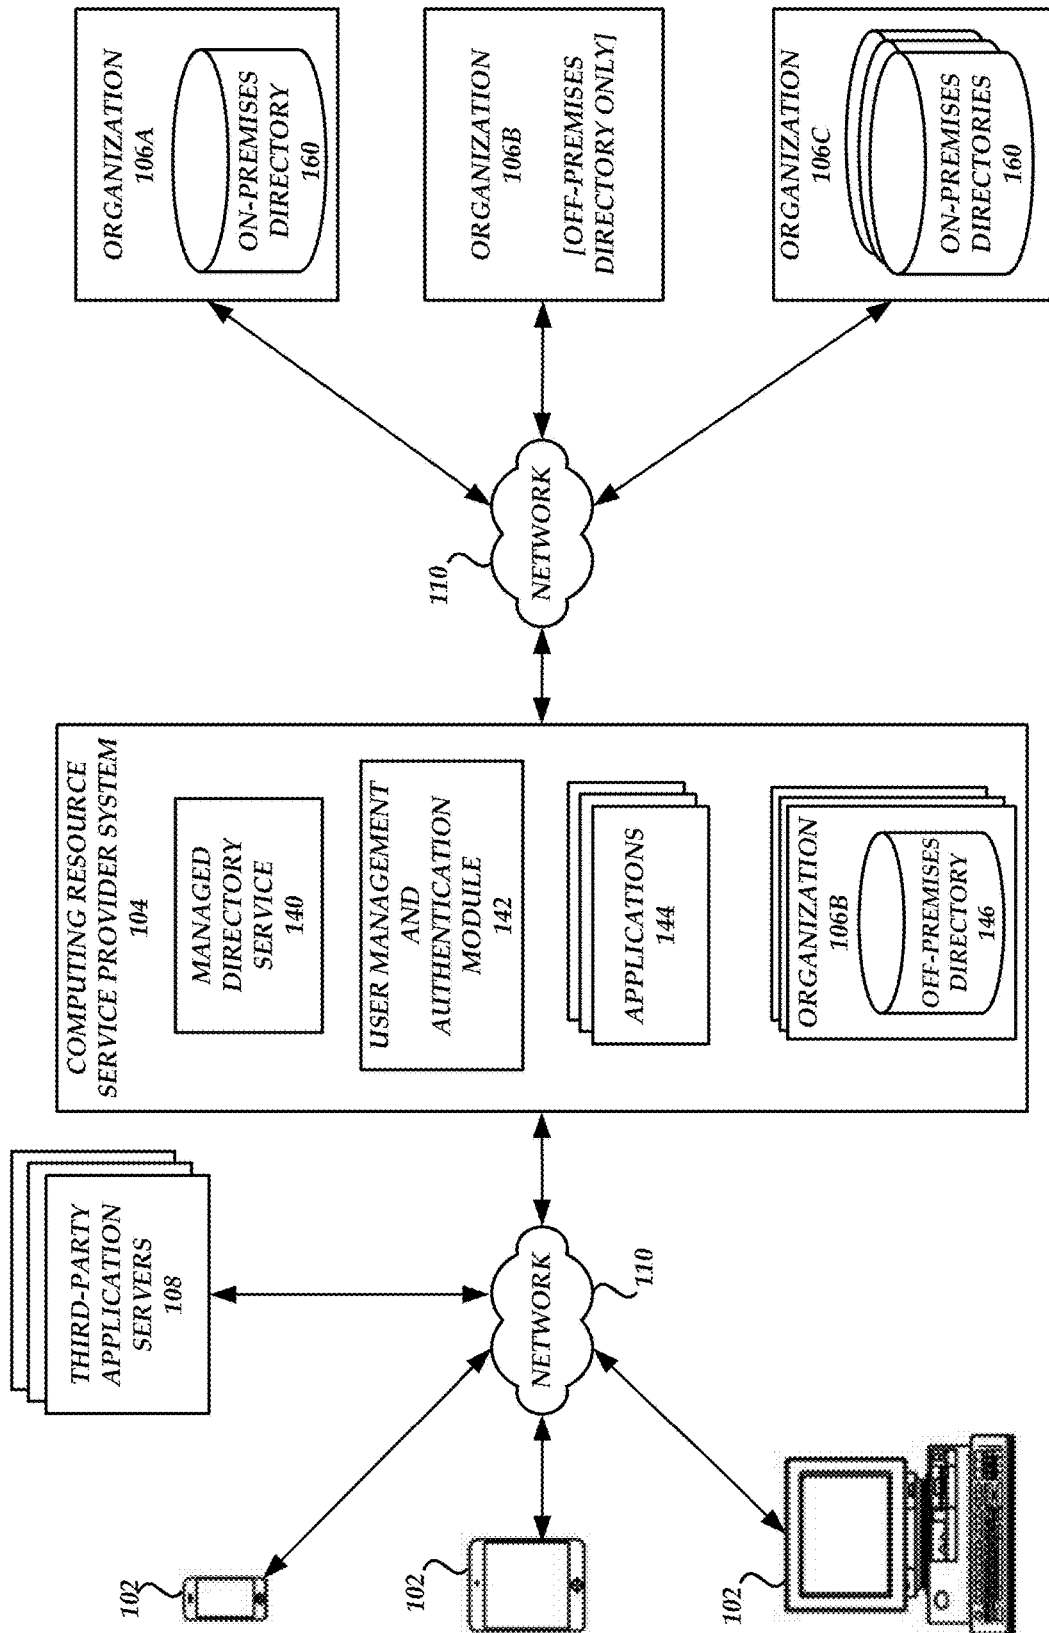 102
102
102
THIRD-PARTY
APPLICATION
SERVERS
108
NETWORK
110
COMPUTING RESOURCE
SERVICE PROVIDER SYSTEM
104
MANAGED
DIRECTORY
SERVICE
140
USER MANAGEMENT
AND
AUTHENTICATION
MODULE
142
APPLICATIONS
144
ORGANIZATION
106B
OFF-PREMISES
DIRECTORY
146
110
NETWORK
ORGANIZATION
106A
ON-PREMISES
DIRECTORY
160
ORGANIZATION
106B
[OFF-PREMISES
DIRECTORY ONLY]
ORGANIZATION
106C
ON-PREMISES
DIRECTORIES
160